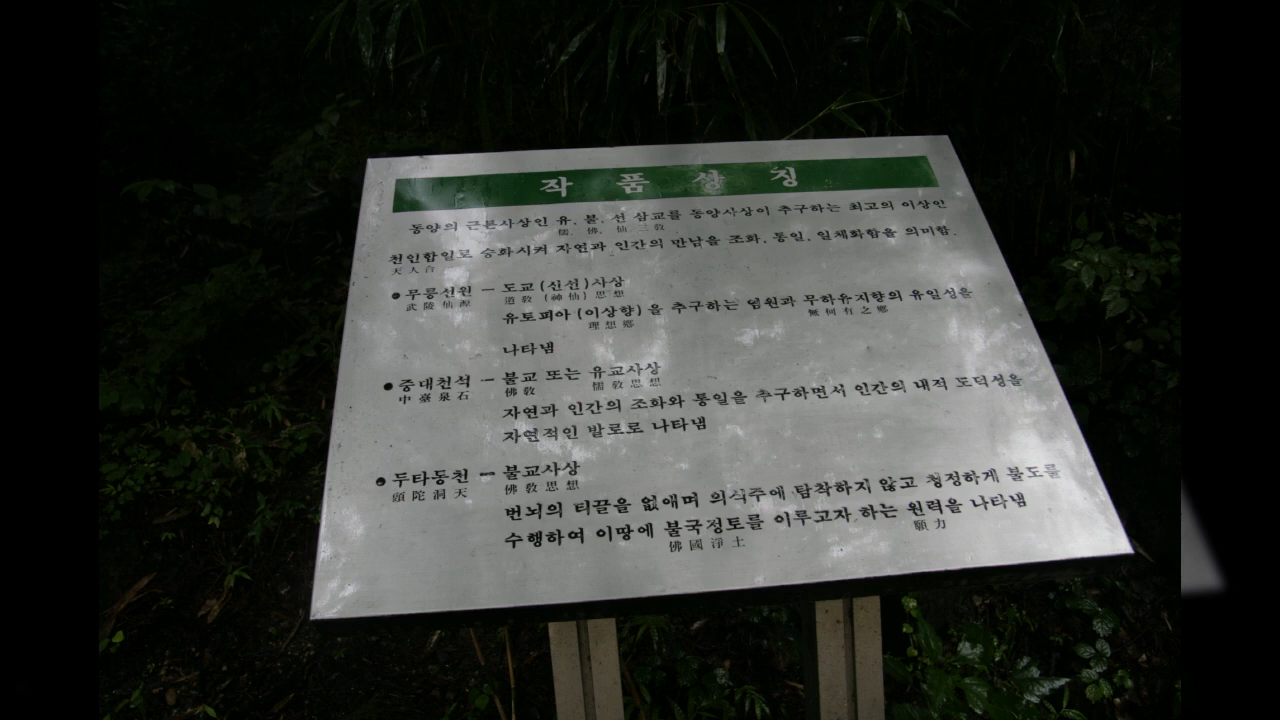 작 품 상 징
동양의 근본사상인 유. 불. 선 삼교를 동양사상이 추구하는 최고의 이상인
儒 佛 仙 三 敎
천인합일로 승화시켜 자연과 인간의 만남을 조화. 통일. 일체화함을 의미함.
天 人 合
● 무릉선원 — 도교 (신선) 사상
武 陵 仙 源 道 敎 (神 仙) 思 想
유토피아 (이상향) 을 추구하는 염원과 무하유지향의 유일성을
理 想 鄕 無 何 有 之 鄕
나타냄
● 중대천석 — 불교 또는 유교사상
中 臺 泉 石 佛 敎 儒 敎 思 想
자연과 인간의 조화와 통일을 추구하면서 인간의 내적 도덕성을
자연적인 발로로 나타냄
● 두타동천 — 불교사상
頭 陀 洞 天 佛 敎 思 想
번뇌의 티끌을 없애며 의식주에 탐착하지 않고 청정하게 불도를
수행하여 이땅에 불국정토를 이루고자 하는 원력을 나타냄
佛 國 淨 土 願 力